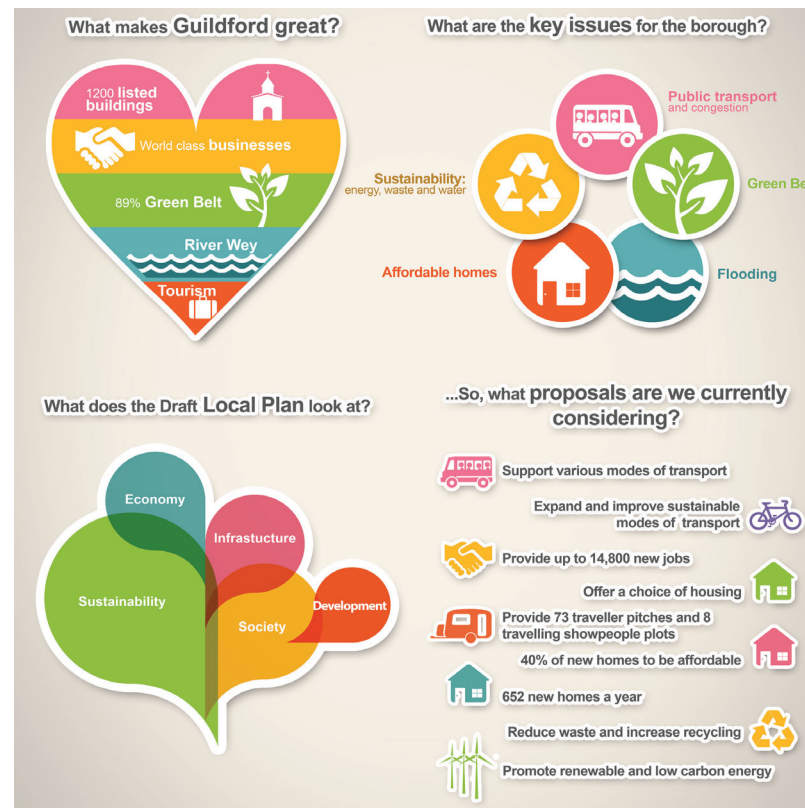 What makes Guildford great?
1200 listed
buildings
World class businesses
89% Green Belt
River Wey
Tourism
What are the key issues for the borough?
Public transport
and congestion
Sustainability:
energy, waste and water
Green Be
Affordable homes
Flooding
What does the Draft Local Plan look at?
Economy
Infrastucture
Sustainability
Society
Development
...So, what proposals are we currently
considering?
Support various modes of transport
Expand and improve sustainable
modes of transport
Provide up to 14,800 new jobs
Offer a choice of housing
Provide 73 traveller pitches and 8
travelling showpeople plots
40% of new homes to be affordable
652 new homes a year
Reduce waste and increase recycling
Promote renewable and low carbon energy